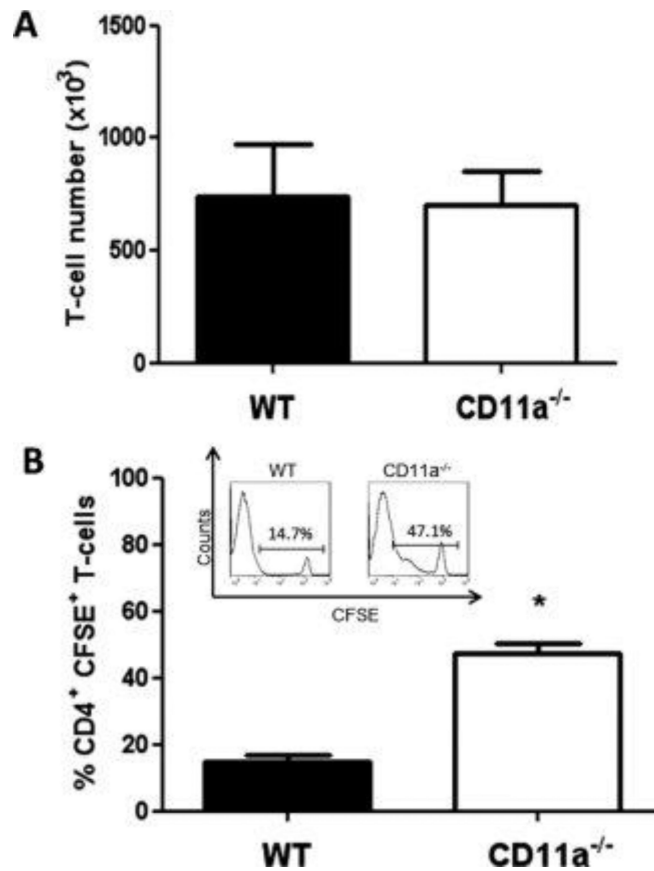 A
T-cell number (x10³)
1500
1000
500
0
WT
CD11a⁻/⁻
B
% CD4⁺ CFSE⁺ T-cells
100
80
60
40
20
0
WT
CD11a⁻/⁻
Counts
14.7%
47.1%
CFSE
*
WT
CD11a⁻/⁻